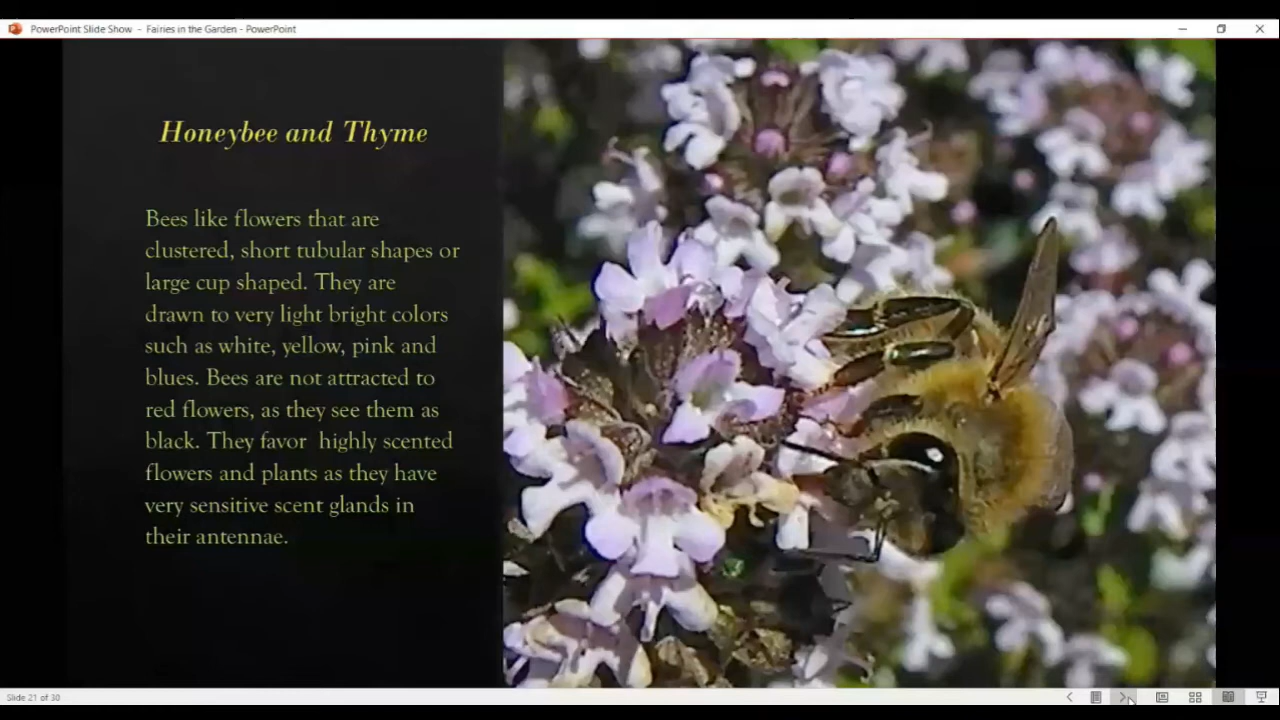 PowerPoint Slide Show - Fairies in the Garden - PowerPoint
Honeybee and Thyme
Bees like flowers that are
clustered, short tubular shapes or
large cup shaped. They are
drawn to very light bright colors
such as white, yellow, pink and
blues. Bees are not attracted to
red flowers, as they see them as
black. They favor highly scented
flowers and plants as they have
very sensitive scent glands in
their antennae.
Slide 21 of 30